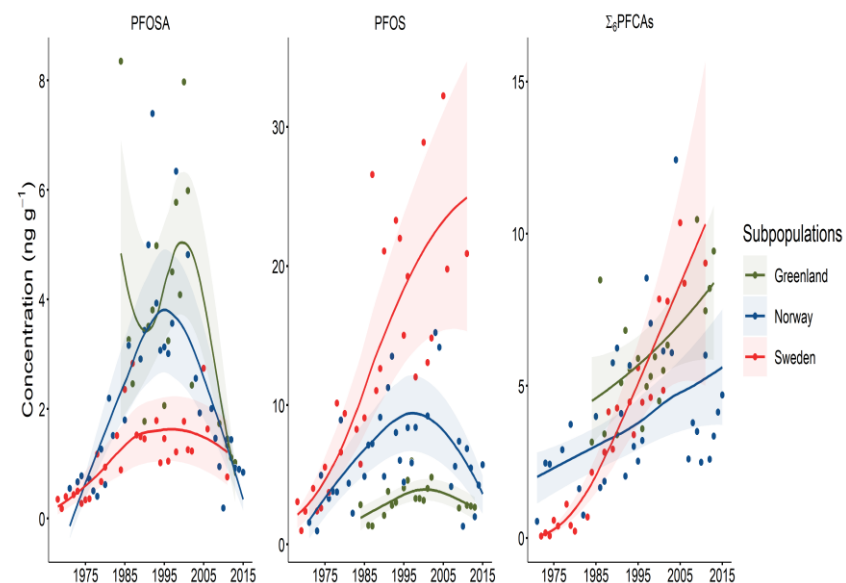 PFOSA PFOS Σ₆PFCAs
Concentration (ng g⁻¹)
8
6
4
2
0
30
20
10
0
15
10
5
0
1975 1985 1995 2005 2015
1975 1985 1995 2005 2015
1975 1985 1995 2005 2015
Subpopulations
Greenland
Norway
Sweden